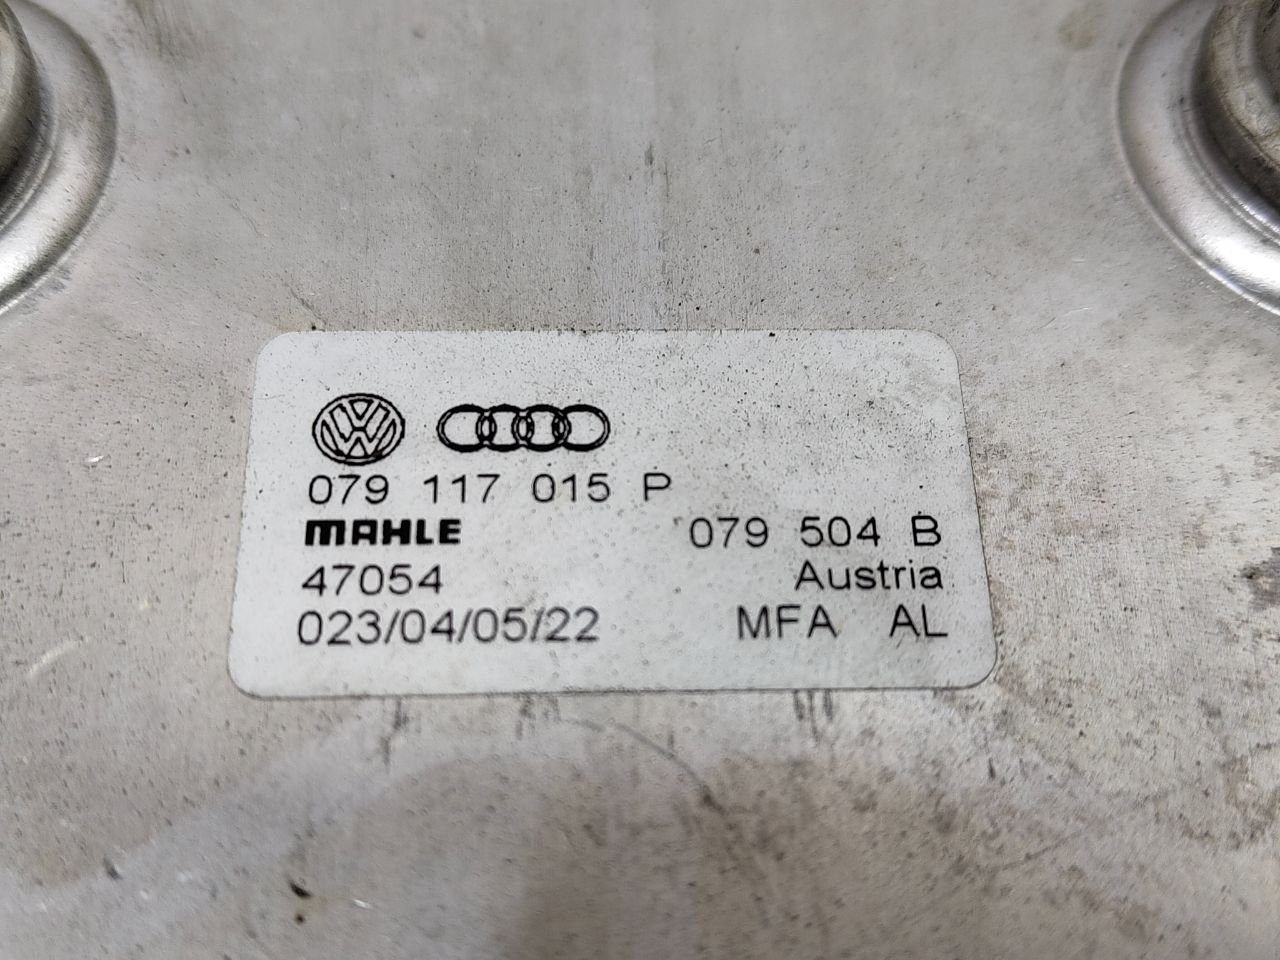 079 117 015 P
MAHLE 079 504 B
47054 Austria
023/04/05/22 MFA AL